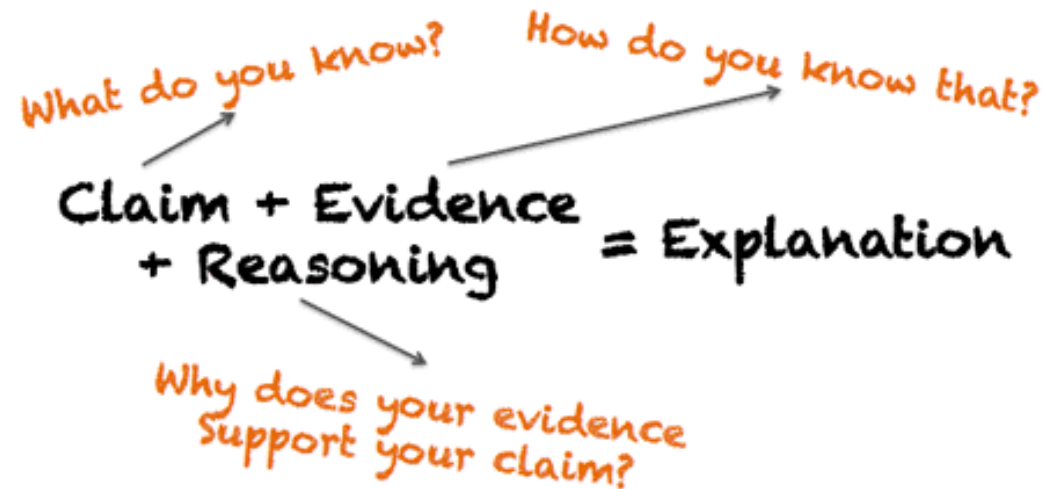 What do you know?
How do you know that?
Claim + Evidence
+ Reasoning
= Explanation
Why does your evidence
Support your claim?